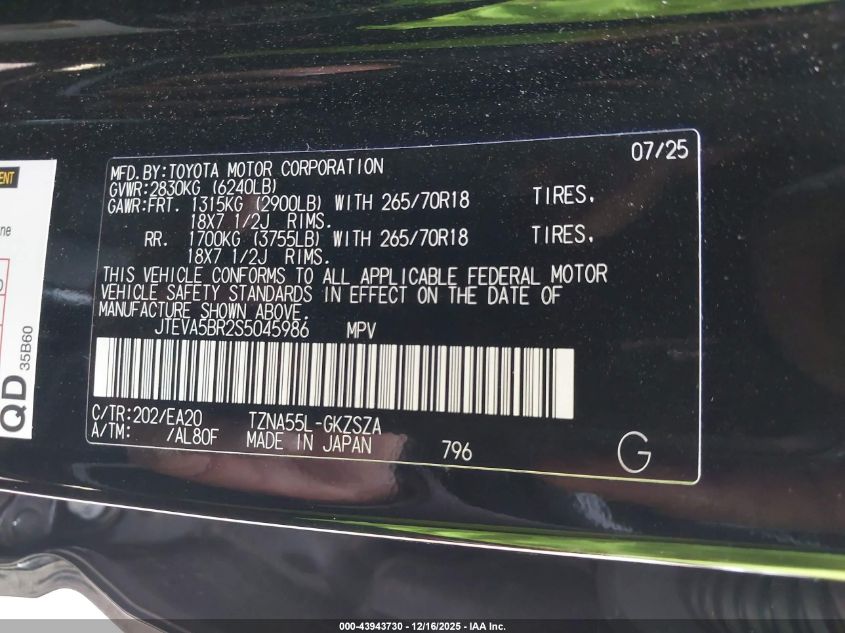 ENT
ne
QD
35B60
MFD. BY: TOYOTA MOTOR CORPORATION 07/25
GVWR: 2830KG (6240LB)
GAWR: FRT. 1315KG (2900LB) WITH 265/70R18 TIRES,
18X7 1/2J RIMS.
RR. 1700KG (3755LB) WITH 265/70R18 TIRES,
18X7 1/2J RIMS.
THIS VEHICLE CONFORMS TO ALL APPLICABLE FEDERAL MOTOR
VEHICLE SAFETY STANDARDS IN EFFECT ON THE DATE OF
MANUFACTURE SHOWN ABOVE.
JTEVA5BR2S5045986 MPV
C/TR: 202/EA20 TZNA55L-GKZSZA
A/TM: /AL80F MADE IN JAPAN 796
G
000-43943730 - 12/16/2025 - IAA Inc.